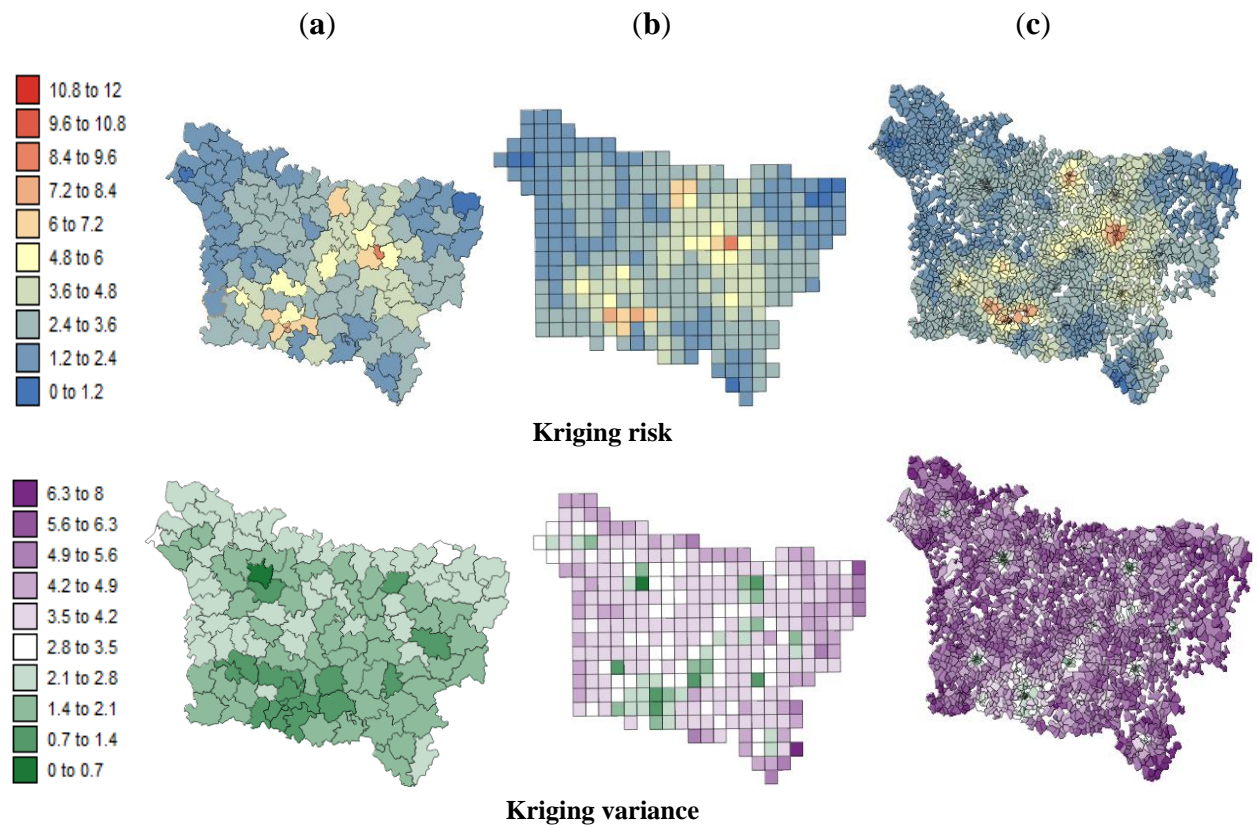 (a)
(b)
(c)
10.8 to 12
9.6 to 10.8
8.4 to 9.6
7.2 to 8.4
6 to 7.2
4.8 to 6
3.6 to 4.8
2.4 to 3.6
1.2 to 2.4
0 to 1.2
Kriging risk
6.3 to 8
5.6 to 6.3
4.9 to 5.6
4.2 to 4.9
3.5 to 4.2
2.8 to 3.5
2.1 to 2.8
1.4 to 2.1
0.7 to 1.4
0 to 0.7
Kriging variance